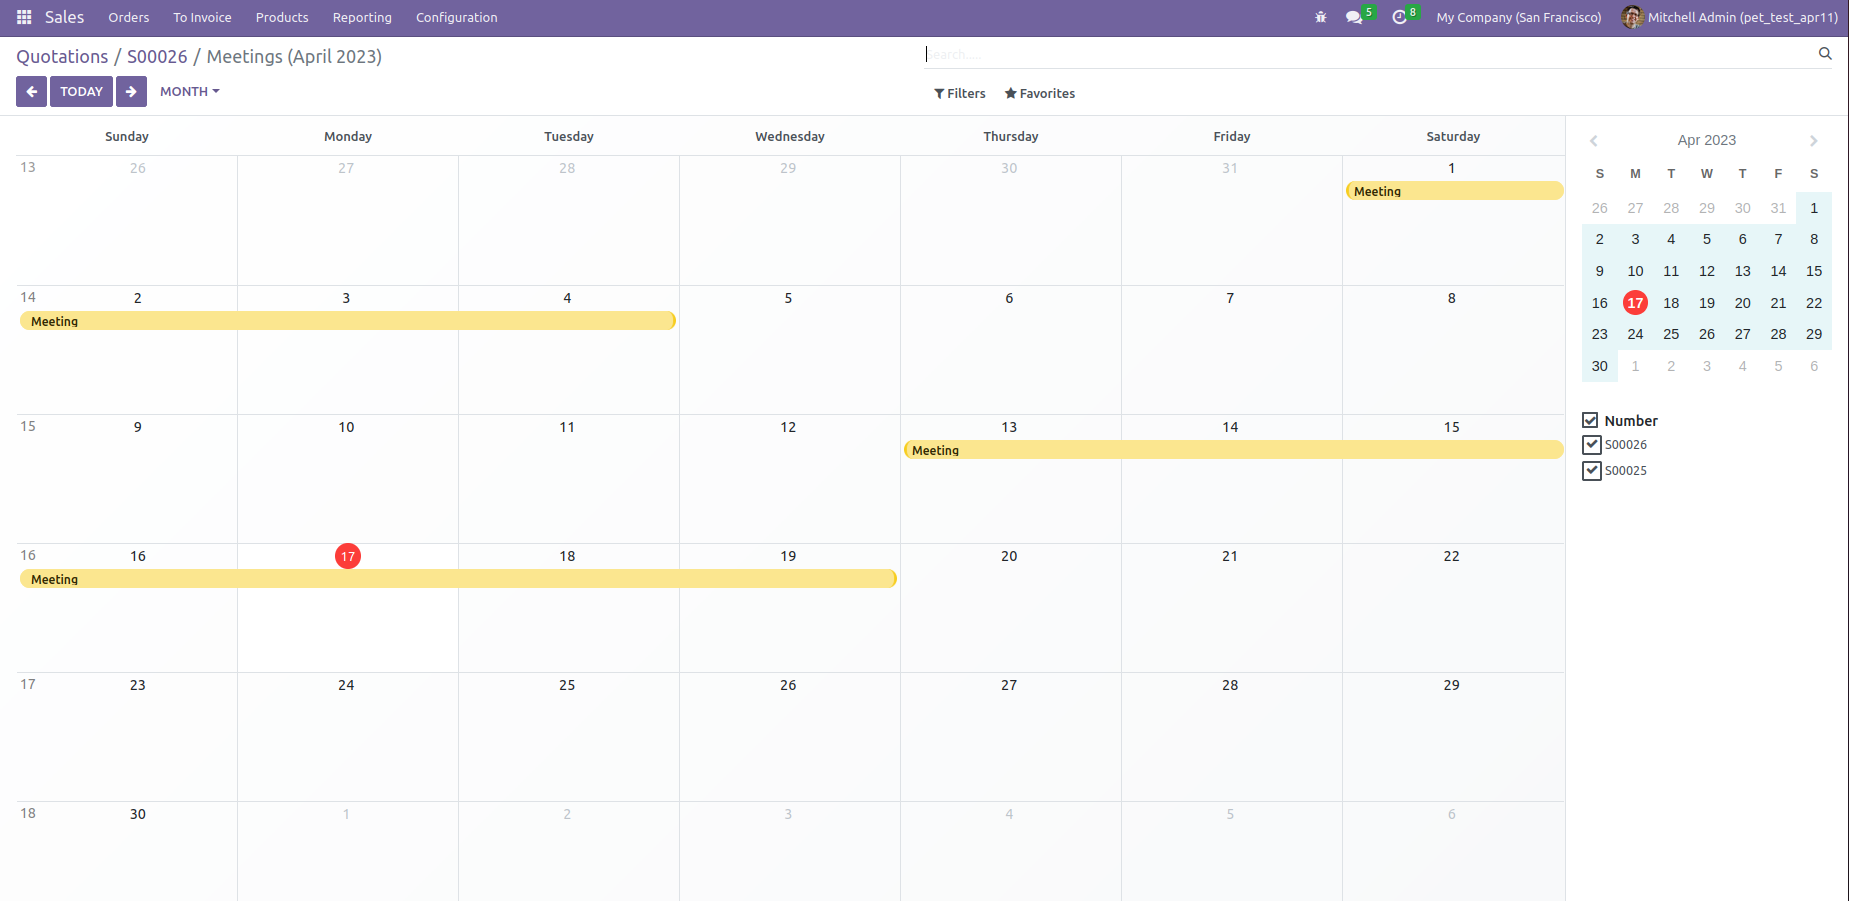 Sales Orders To Invoice Products Reporting Configuration 5 8 My Company (San Francisco) Mitchell Admin (pet_test_apr11)
Quotations / S00026 / Meetings (April 2023)
Search...
TODAY MONTH
Filters Favorites
Sunday Monday Tuesday Wednesday Thursday Friday Saturday
13 26 27 28 29 30 31 1
Meeting
14 2 3 4 5 6 7 8
Meeting
15 9 10 11 12 13 14 15
Meeting
16 16 17 18 19 20 21 22
Meeting
17 23 24 25 26 27 28 29
18 30 1 2 3 4 5 6
Apr 2023
S M T W T F S
26 27 28 29 30 31 1
2 3 4 5 6 7 8
9 10 11 12 13 14 15
16 17 18 19 20 21 22
23 24 25 26 27 28 29
30 1 2 3 4 5 6
Number
S00026
S00025